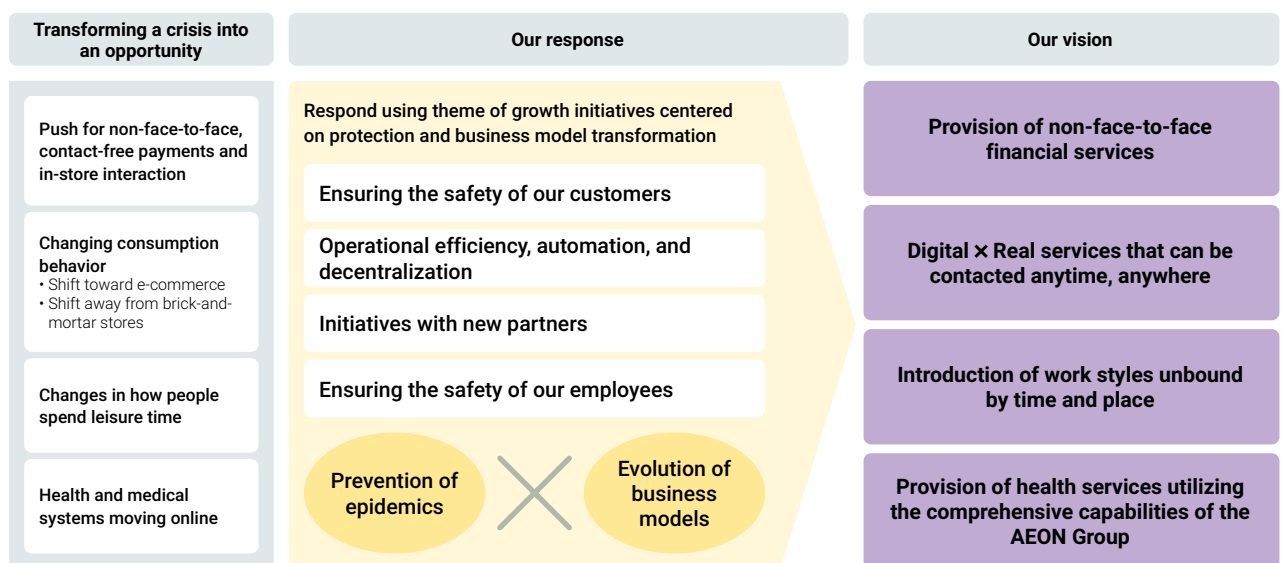 Transforming a crisis into
an opportunity
Our response
Our vision
Push for non-face-to-face,
contact-free payments and
in-store interaction
Changing consumption
behavior
• Shift toward e-commerce
• Shift away from brick-and-
mortar stores
Changes in how people
spend leisure time
Health and medical
systems moving online
Respond using theme of growth initiatives centered
on protection and business model transformation
Ensuring the safety of our customers
Operational efficiency, automation, and
decentralization
Initiatives with new partners
Ensuring the safety of our employees
Prevention of
epidemics
Evolution of
business
models
Provision of non-face-to-face
financial services
Digital × Real services that can be
contacted anytime, anywhere
Introduction of work styles unbound
by time and place
Provision of health services utilizing
the comprehensive capabilities of the
AEON Group